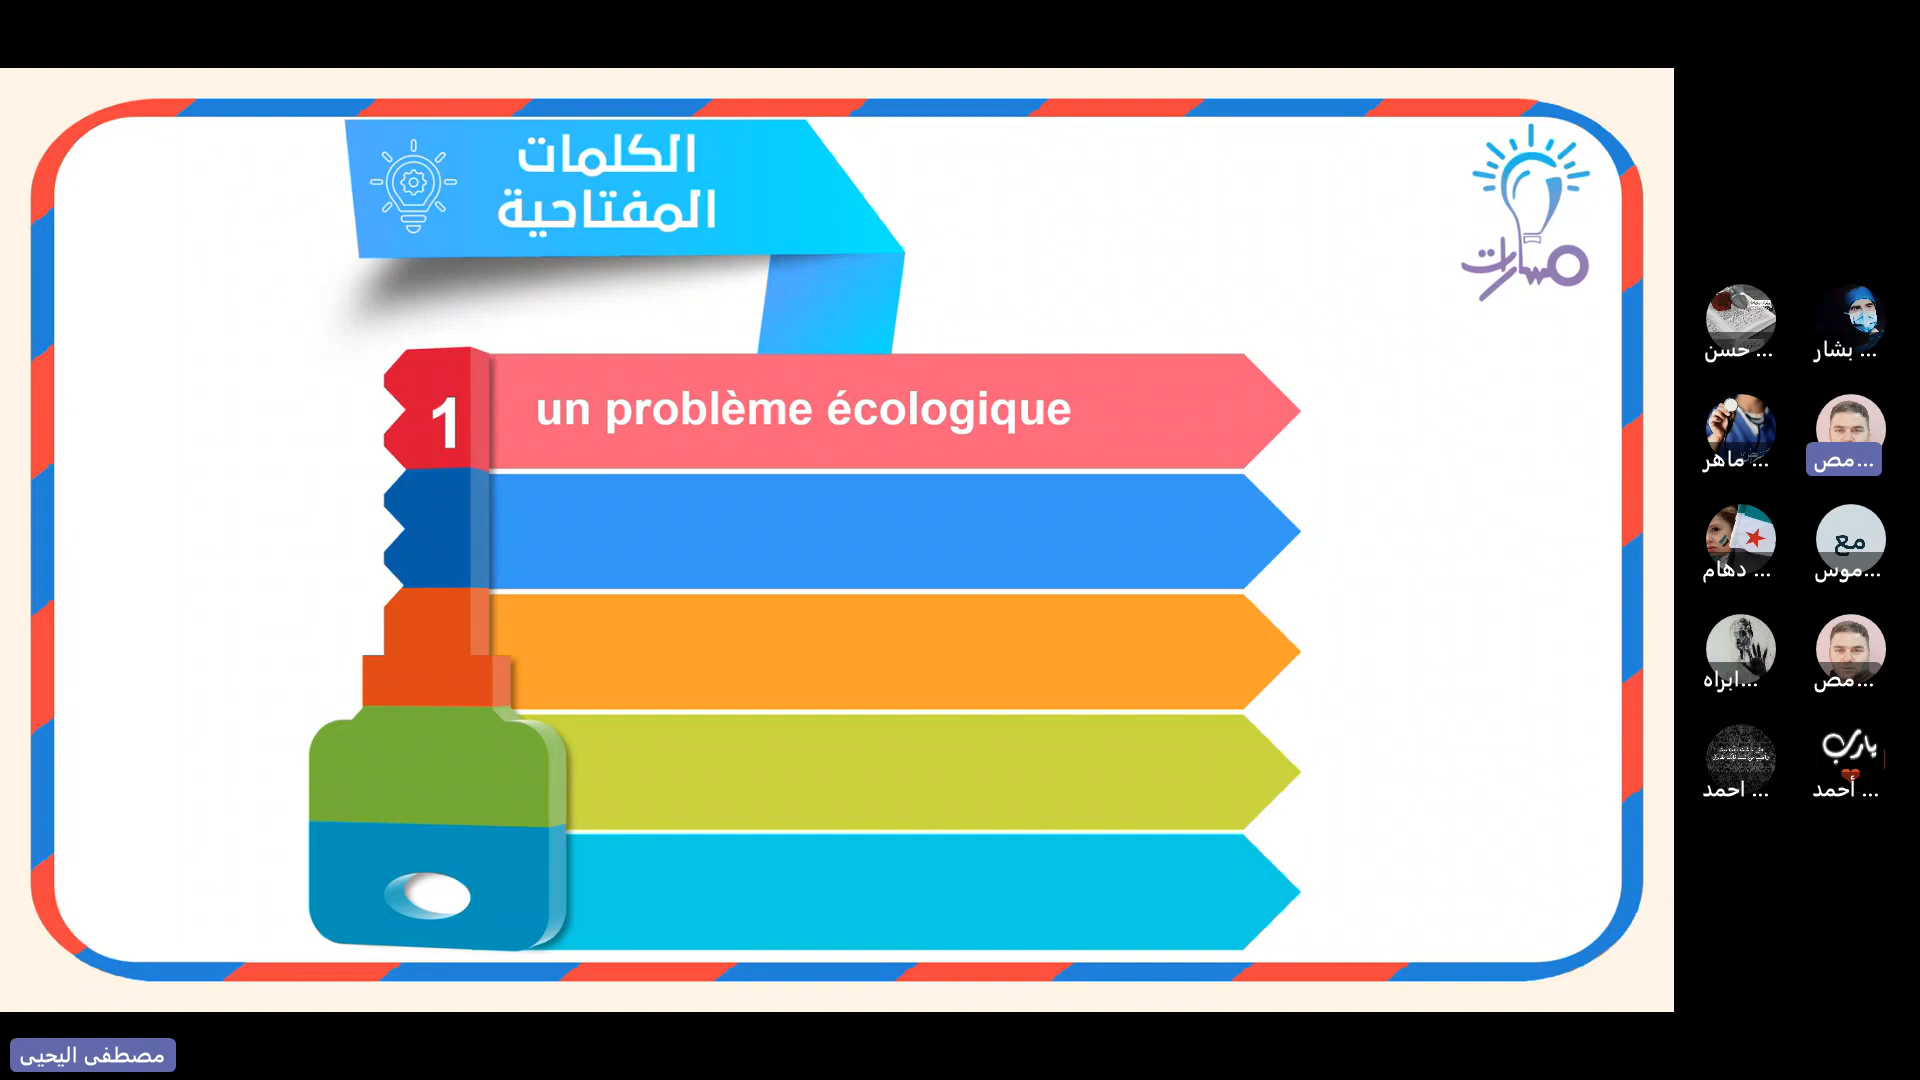 الكلمات
المفتاحية
مسارات
1
un problème écologique
... حسن
... بشار
... ماهر
مص...
... دهام
مع
موس...
ابراه...
مص...
يارب
... احمد
... أحمد
مصطفى اليحيى